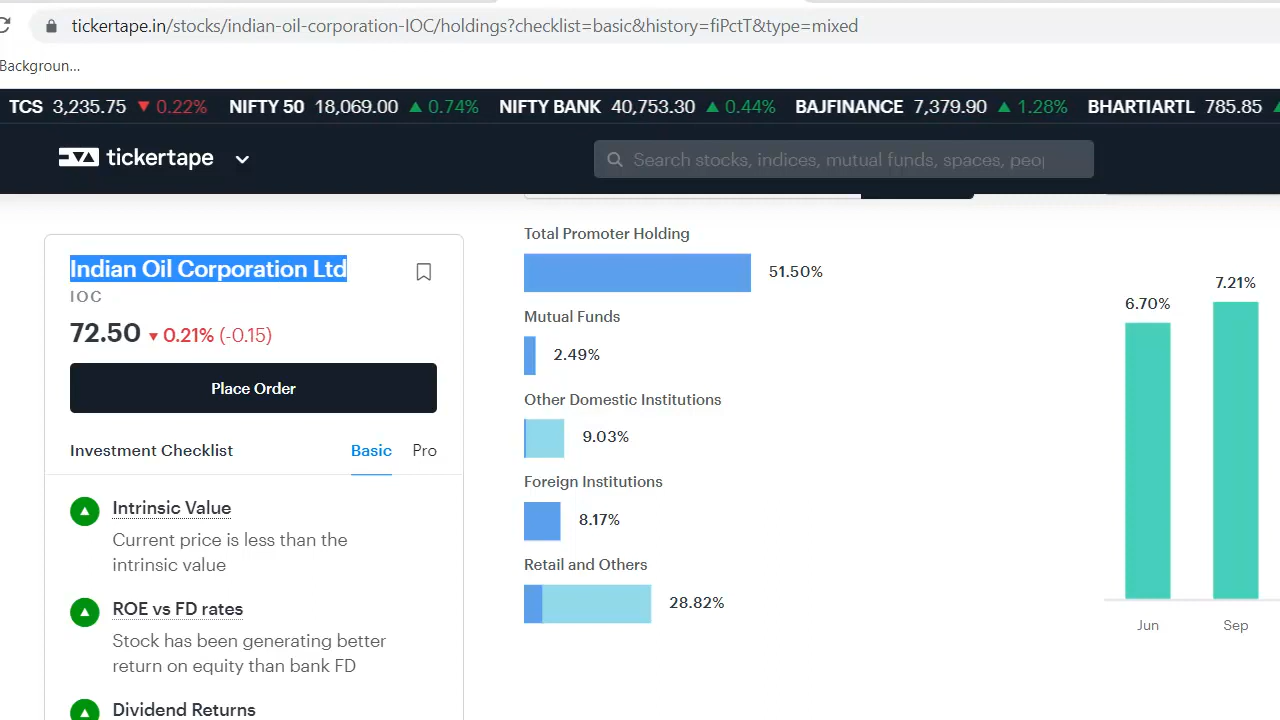 tickertape.in/stocks/indian-oil-corporation-IOC/holdings?checklist=basic&history=fiPctT&type=mixed
Backgroun...
TCS 3,235.75 ▼ 0.22% NIFTY 50 18,069.00 ▲ 0.74% NIFTY BANK 40,753.30 ▲ 0.44% BAJFINANCE 7,379.90 ▲ 1.28% BHARTIARTL 785.85
tickertape
Search stocks, indices, mutual funds, spaces, peop
Indian Oil Corporation Ltd
IOC
72.50 ▼ 0.21% (-0.15)
Place Order
Investment Checklist Basic Pro
Intrinsic Value
Current price is less than the
intrinsic value
ROE vs FD rates
Stock has been generating better
return on equity than bank FD
Dividend Returns
Total Promoter Holding
51.50%
Mutual Funds
2.49%
Other Domestic Institutions
9.03%
Foreign Institutions
8.17%
Retail and Others
28.82%
6.70% 7.21%
Jun Sep